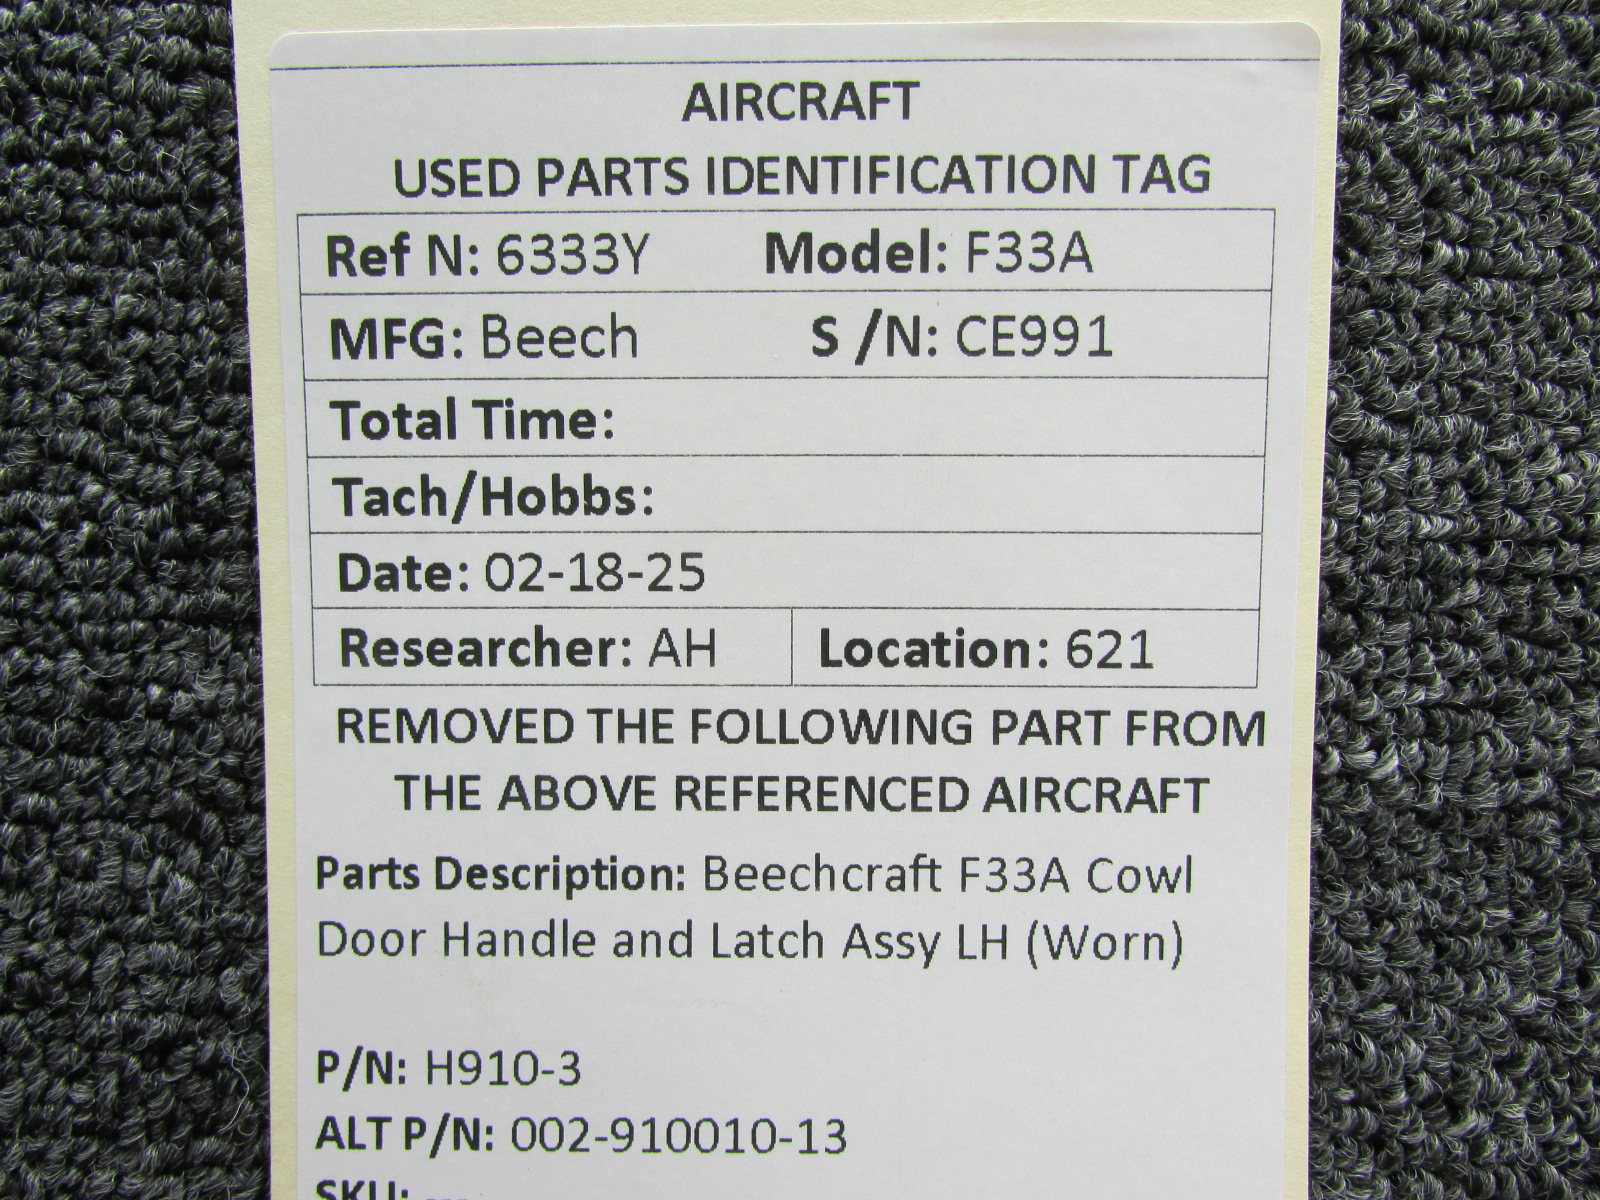 AIRCRAFT
USED PARTS IDENTIFICATION TAG
Ref N: 6333Y Model: F33A
MFG: Beech S /N: CE991
Total Time:
Tach/Hobbs:
Date: 02-18-25
Researcher: AH Location: 621
REMOVED THE FOLLOWING PART FROM
THE ABOVE REFERENCED AIRCRAFT
Parts Description: Beechcraft F33A Cowl
Door Handle and Latch Assy LH (Worn)
P/N: H910-3
ALT P/N: 002-910010-13
SKU: